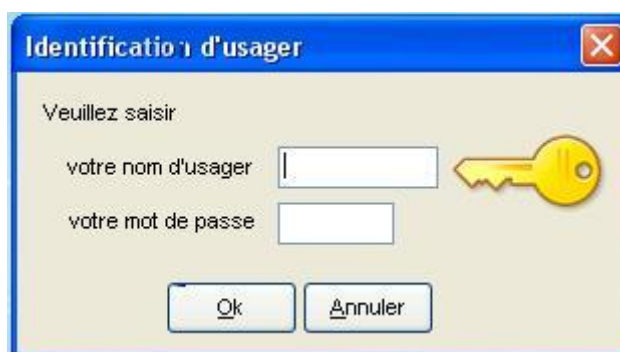 Identification d'usager
Veuillez saisir
votre nom d'usager
votre mot de passe
Ok
Annuler